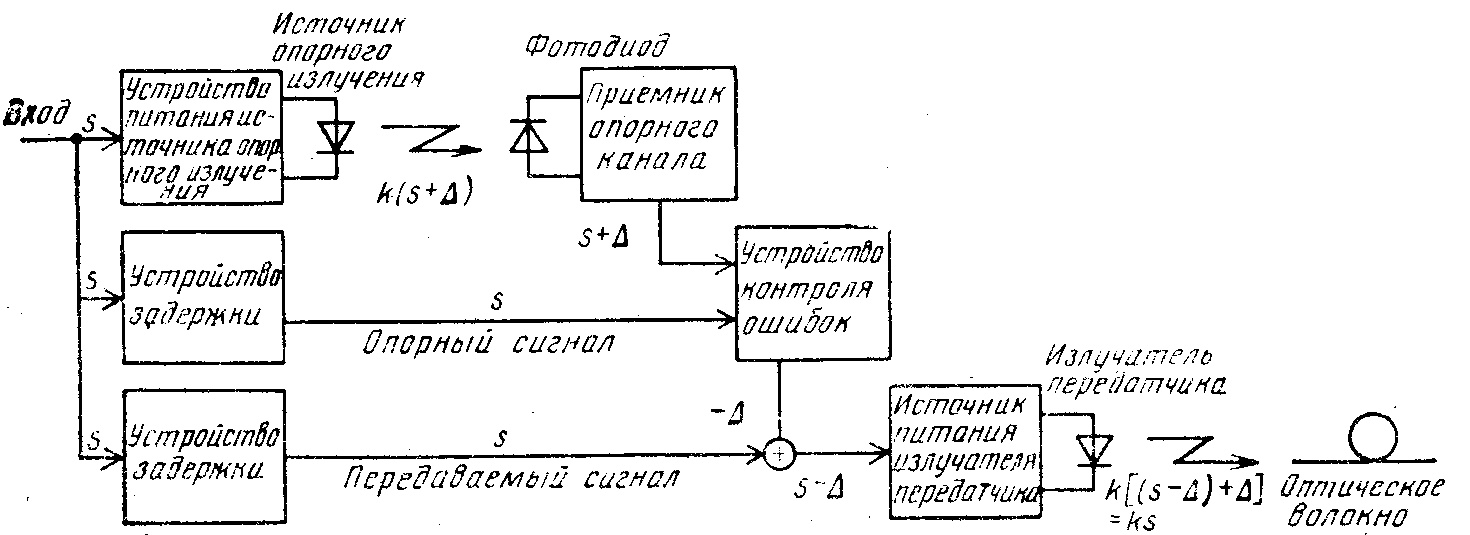 Вход
s
Устройство
питания ис-
точника опор
ного излуче-
ния
Источник
опорного
излучения
k(s+Δ)
Фотодиод
Приемник
опорного
канала
s+Δ
s
Устройство
задержки
s
Опорный сигнал
Устройство
контроля
ошибок
-Δ
s
Устройство
задержки
s
Передаваемый сигнал
+
s-Δ
Источник
питания
излучателя
передатчика
Излучатель
передатчика
k[(s-Δ)+Δ]
=ks
Оптическое
волокно